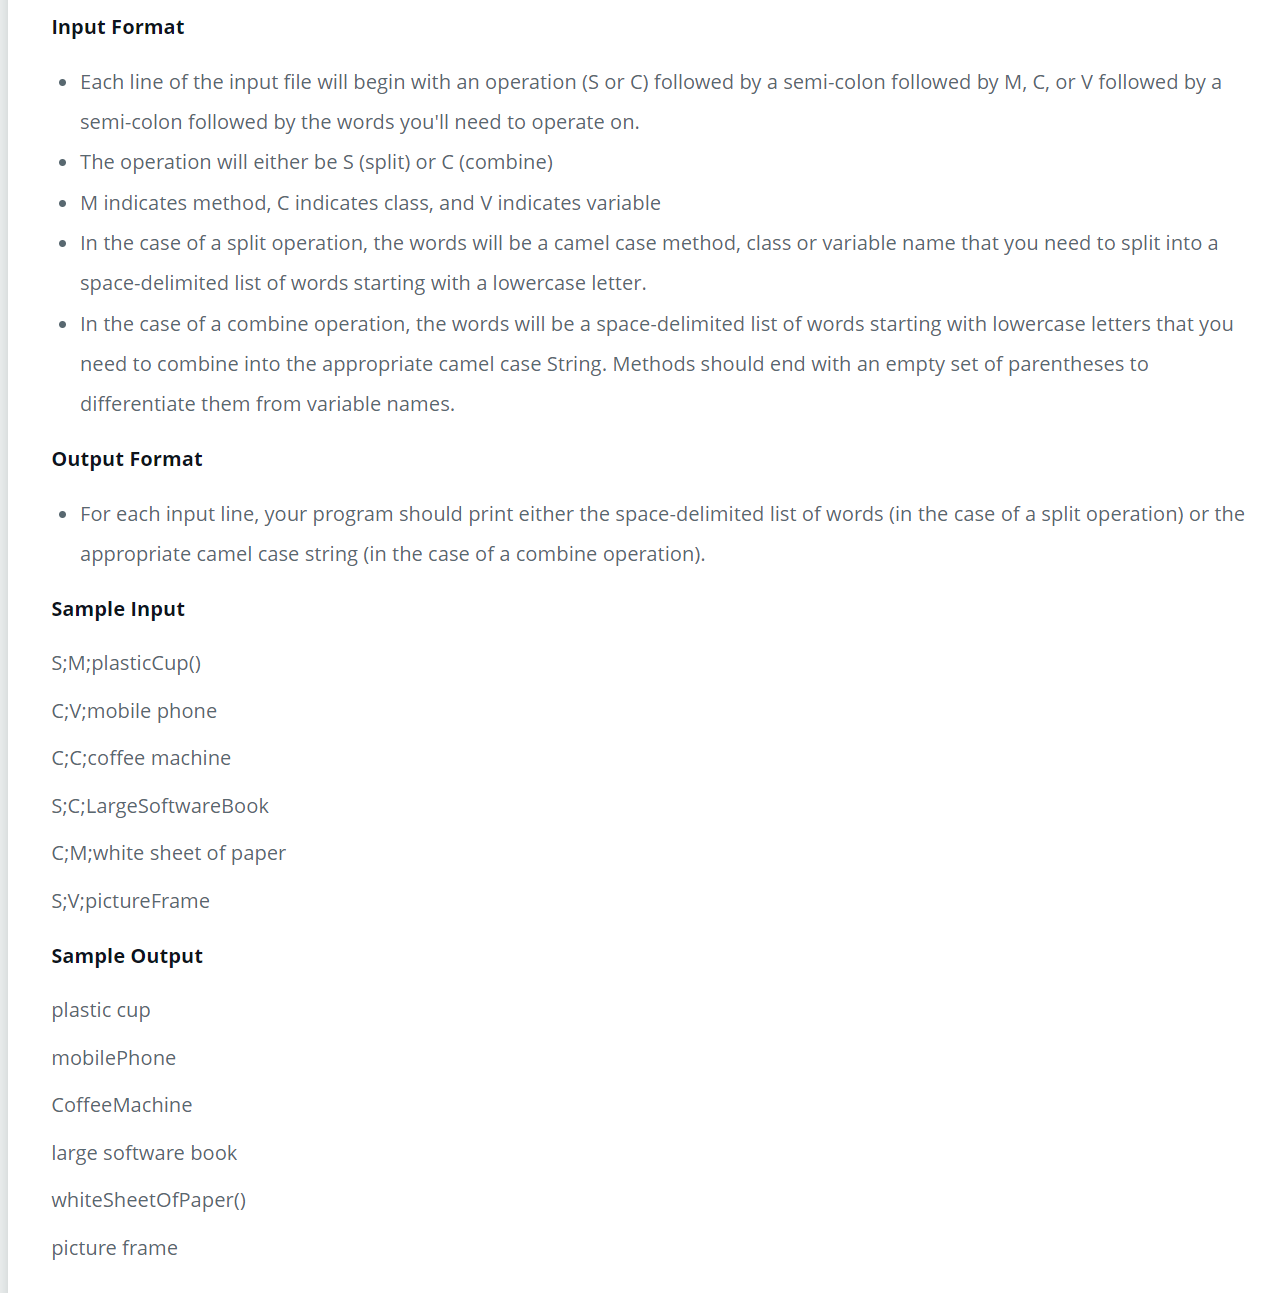 Input Format
Each line of the input file will begin with an operation (S or C) followed by a semi-colon followed by M, C, or V followed by a
semi-colon followed by the words you'll need to operate on.
The operation will either be S (split) or C (combine)
M indicates method, C indicates class, and V indicates variable
In the case of a split operation, the words will be a camel case method, class or variable name that you need to split into a
space-delimited list of words starting with a lowercase letter.
In the case of a combine operation, the words will be a space-delimited list of words starting with lowercase letters that you
need to combine into the appropriate camel case String. Methods should end with an empty set of parentheses to
differentiate them from variable names.
Output Format
For each input line, your program should print either the space-delimited list of words (in the case of a split operation) or the
appropriate camel case string (in the case of a combine operation).
Sample Input
S;M;plasticCup()
C;V;mobile phone
C;C;coffee machine
S;C;LargeSoftwareBook
C;M;white sheet of paper
S;V;pictureFrame
Sample Output
plastic cup
mobilePhone
CoffeeMachine
large software book
whiteSheetOfPaper()
picture frame